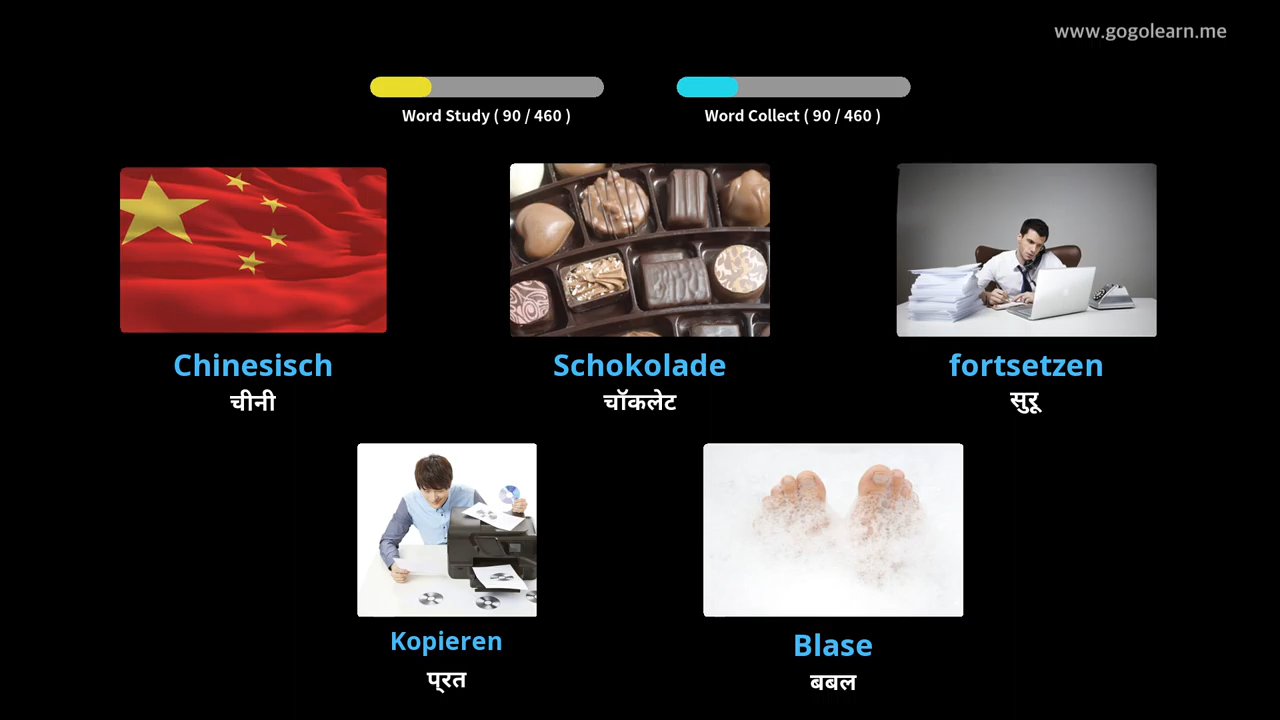 www.gogolearn.me
Word Study ( 90 / 460 )
Word Collect ( 90 / 460 )
Chinesisch
चीनी
Schokolade
चॉकलेट
fortsetzen
सुरू
Kopieren
प्रत
Blase
बबल